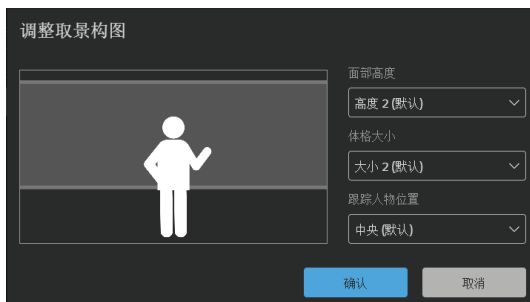 调整取景构图
面部高度
高度 2 (默认)
体格大小
大小 2 (默认)
跟踪人物位置
中央 (默认)
确认
取消